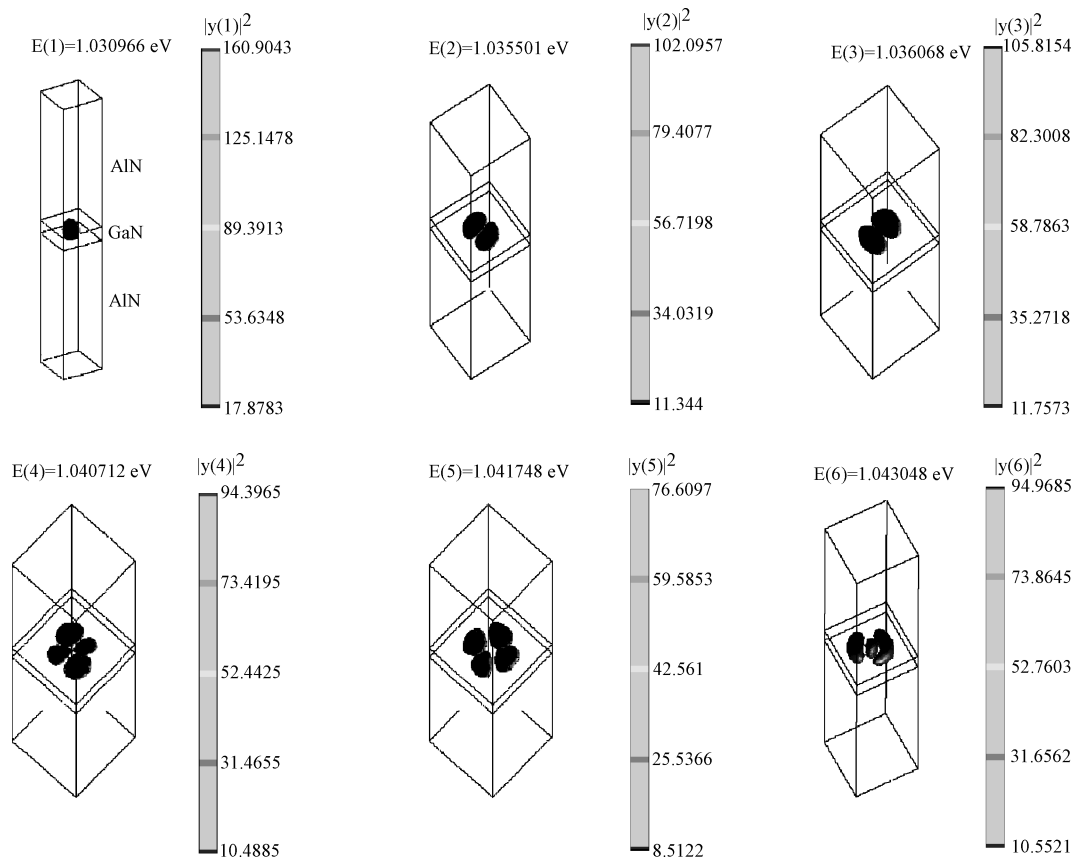 E(1)=1.030966 eV
|y(1)|2
160.9043
125.1478
89.3913
53.6348
17.8783
AlN
GaN
AlN
E(2)=1.035501 eV
|y(2)|2
102.0957
79.4077
56.7198
34.0319
11.344
E(3)=1.036068 eV
|y(3)|2
105.8154
82.3008
58.7863
35.2718
11.7573
E(4)=1.040712 eV
|y(4)|2
94.3965
73.4195
52.4425
31.4655
10.4885
E(5)=1.041748 eV
|y(5)|2
76.6097
59.5853
42.561
25.5366
8.5122
E(6)=1.043048 eV
|y(6)|2
94.9685
73.8645
52.7603
31.6562
10.5521